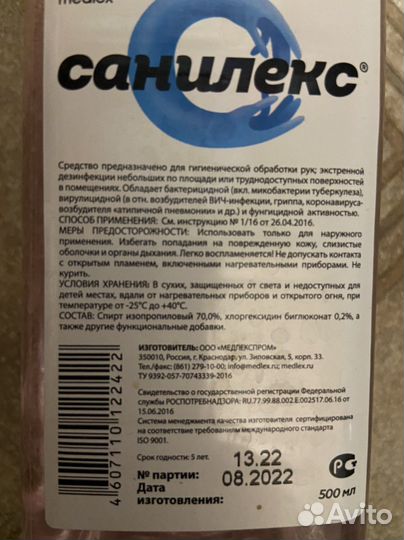 medlex
санилекс®
Средство предназначено для гигиенической обработки рук; экстренной
дезинфекции небольших по площади или труднодоступных поверхностей
в помещениях. Обладает бактерицидной (вкл. микобактерии туберкулеза),
вирулицидной (в отн. возбудителей ВИЧ-инфекции, гриппа, коронавируса-
возбудителя «атипичной пневмонии» и др.) и фунгицидной активностью.
СПОСОБ ПРИМЕНЕНИЯ: См. инструкцию № 1/16 от 26.04.2016.
МЕРЫ ПРЕДОСТОРОЖНОСТИ: Использовать только для наружного
применения. Избегать попадания на поврежденную кожу, слизистые
оболочки и органы дыхания. Легко воспламеняется! Не допускать контакта
с открытым пламенем, включенными нагревательными приборами. Не
курить.
УСЛОВИЯ ХРАНЕНИЯ: В сухих, защищенных от света и недоступных для
детей местах, вдали от нагревательных приборов и открытого огня, при
температуре от -25°С до +40°С.
СОСТАВ: Спирт изопропиловый 70,0%, хлоргексидин биглюконат 0,2%, а
также другие функциональные добавки.
ИЗГОТОВИТЕЛЬ: ООО «МЕДЛЕКСПРОМ»
350010, Россия, г. Краснодар, ул. Зиповская, 5, корп. 33.
Тел./факс: (861) 279-10-00; info@medlex.ru; medlex.ru
ТУ 9392-057-70743339-2016
Свидетельство о государственной регистрации Федеральной
службы РОСПОТРЕБНАДЗОРА: RU.77.99.88.002.Е.002517.06.16 от
15.06.2016
Система менеджмента качества изготовителя сертифицирована
на соответствие требованиям международного стандарта
ISO 9001.
Срок годности: 5 лет.
13.22
№ партии: 08.2022
Дата
изготовления:
500 мл
4607110122422
Avito